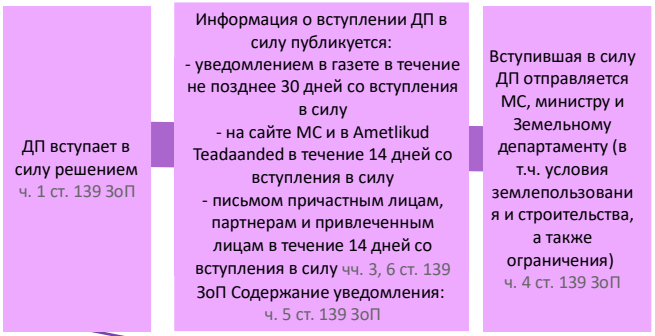 ДП вступает в
силу решением
ч. 1 ст. 139 ЗоП
Информация о вступлении ДП в
силу публикуется:
- уведомлением в газете в течение
не позднее 30 дней со вступления
в силу
- на сайте МС и в Ametlikud
Teadaanded в течение 14 дней со
вступления в силу
- письмом причастным лицам,
партнерам и привлеченным
лицам в течение 14 дней со
вступления в силу чч. 3, 6 ст. 139
ЗоП Содержание уведомления:
ч. 5 ст. 139 ЗоП
Вступившая в силу
ДП отправляется
МС, министру и
Земельному
департаменту (в
т.ч. условия
землепользовани
я и строительства,
а также
ограничения)
ч. 4 ст. 139 ЗоП